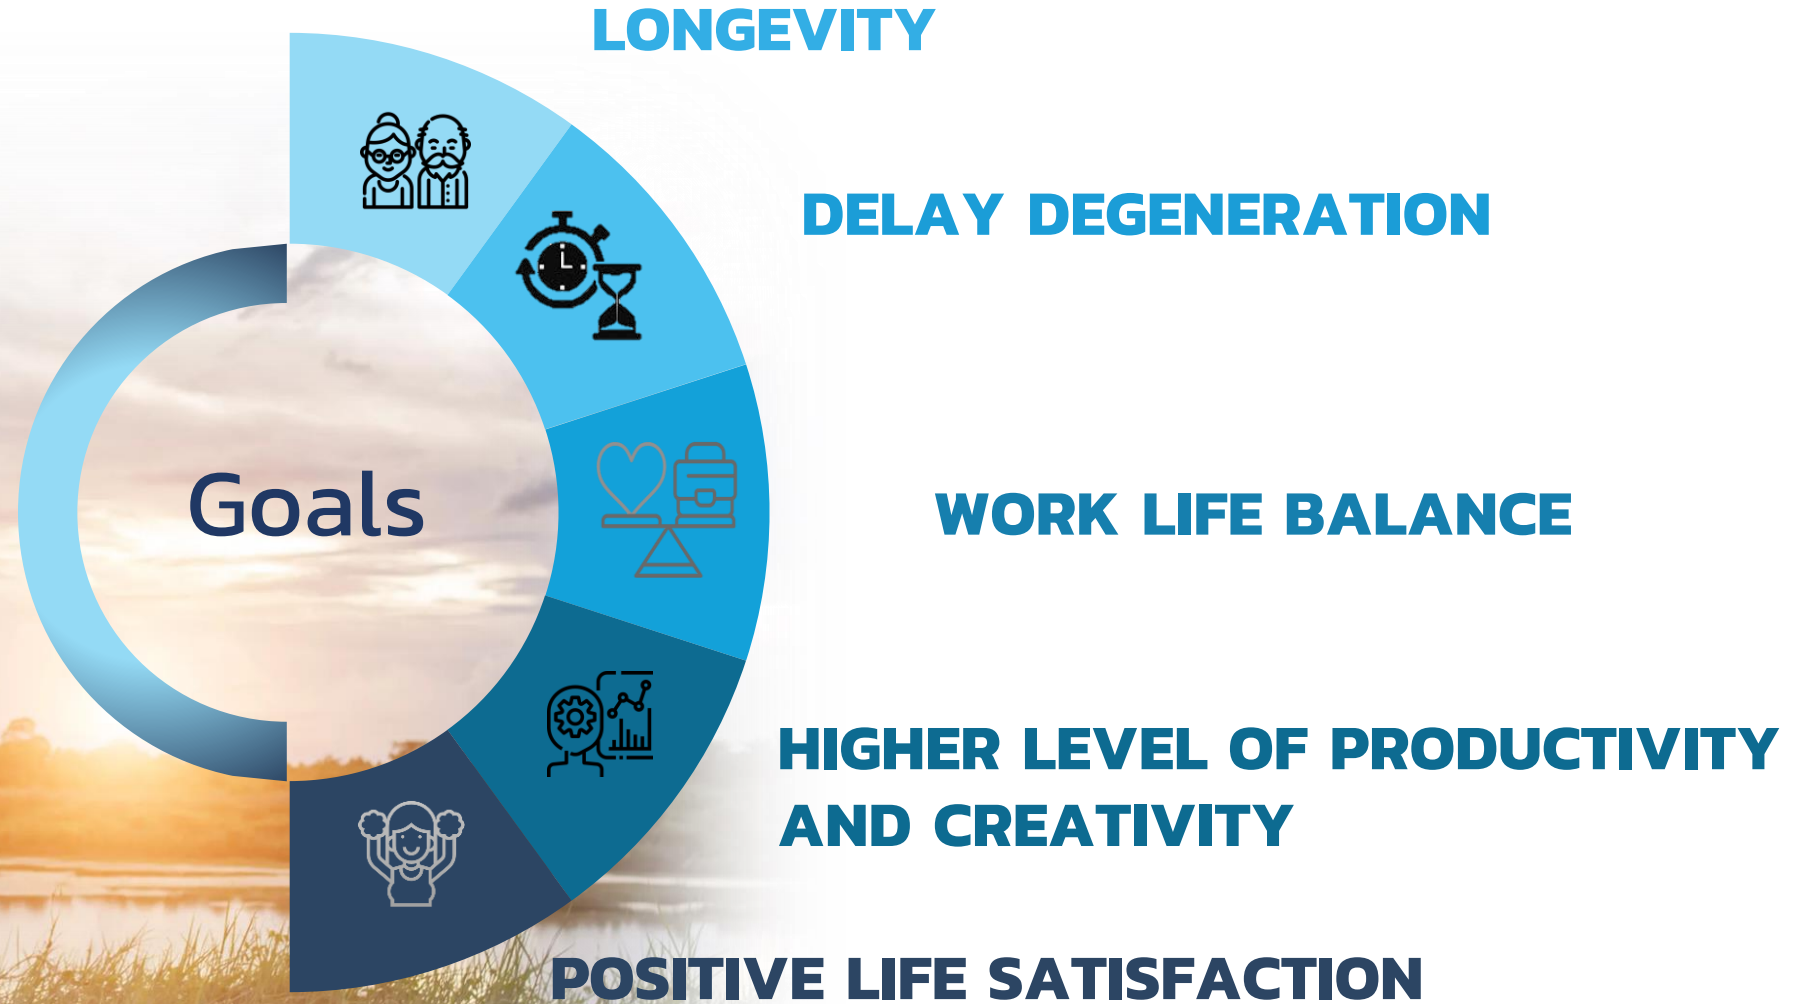 LONGEVITY
DELAY DEGENERATION
Goals
WORK LIFE BALANCE
HIGHER LEVEL OF PRODUCTIVITY
AND CREATIVITY
POSITIVE LIFE SATISFACTION